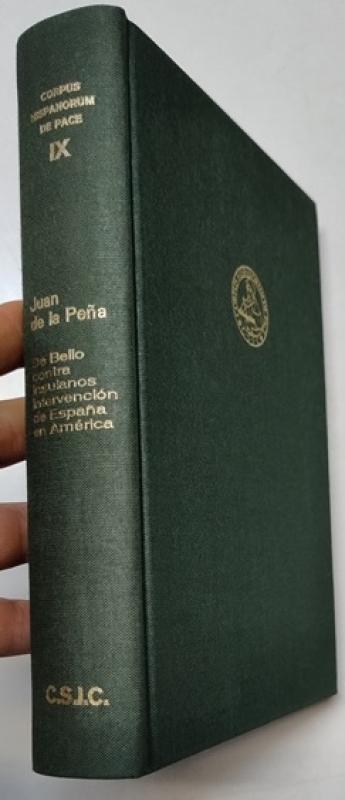 CORPUS
HISPANORUM
DE PACE
IX
Juan
de la Peña
De Bello
contra
insulanos
Intervención
de España
en América
C.S.I.C.